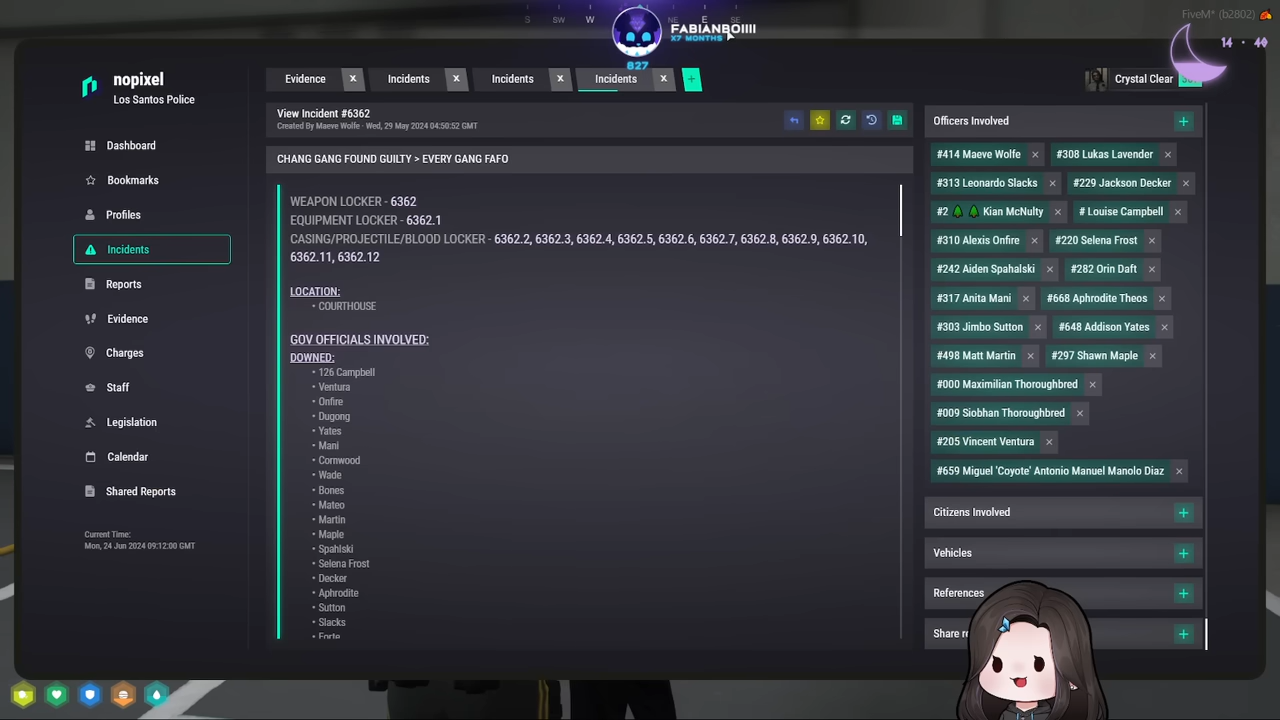 S SW W NE E SE
FABIANBOIIII
X7 MONTHS
827
FiveM* (b2802)
14 · 40
nopixel
Los Santos Police
Evidence x Incidents x Incidents x Incidents x +
Crystal Clear
View Incident #6362
Created By Maeve Wolfe · Wed, 29 May 2024 04:50:52 GMT
CHANG GANG FOUND GUILTY > EVERY GANG FAFO
Dashboard
Bookmarks
Profiles
Incidents
Reports
Evidence
Charges
Staff
Legislation
Calendar
Shared Reports
Current Time:
Mon, 24 Jun 2024 09:12:00 GMT
WEAPON LOCKER - 6362
EQUIPMENT LOCKER - 6362.1
CASING/PROJECTILE/BLOOD LOCKER - 6362.2, 6362.3, 6362.4, 6362.5, 6362.6, 6362.7, 6362.8, 6362.9, 6362.10,
6362.11, 6362.12
LOCATION:
• COURTHOUSE
GOV OFFICIALS INVOLVED:
DOWNED:
• 126 Campbell
• Ventura
• Onfire
• Dugong
• Yates
• Mani
• Cornwood
• Wade
• Bones
• Mateo
• Martin
• Maple
• Spahlski
• Selena Frost
• Decker
• Aphrodite
• Sutton
• Slacks
• Forte
Officers Involved +
#414 Maeve Wolfe × #308 Lukas Lavender ×
#313 Leonardo Slacks × #229 Jackson Decker ×
#2 🌲 🌲 Kian McNulty × # Louise Campbell ×
#310 Alexis Onfire × #220 Selena Frost ×
#242 Aiden Spahalski × #282 Orin Daft ×
#317 Anita Mani × #668 Aphrodite Theos ×
#303 Jimbo Sutton × #648 Addison Yates ×
#498 Matt Martin × #297 Shawn Maple ×
#000 Maximilian Thoroughbred ×
#009 Siobhan Thoroughbred ×
#205 Vincent Ventura ×
#659 Miguel 'Coyote' Antonio Manuel Manolo Diaz ×
Citizens Involved +
Vehicles +
References +
Share re +